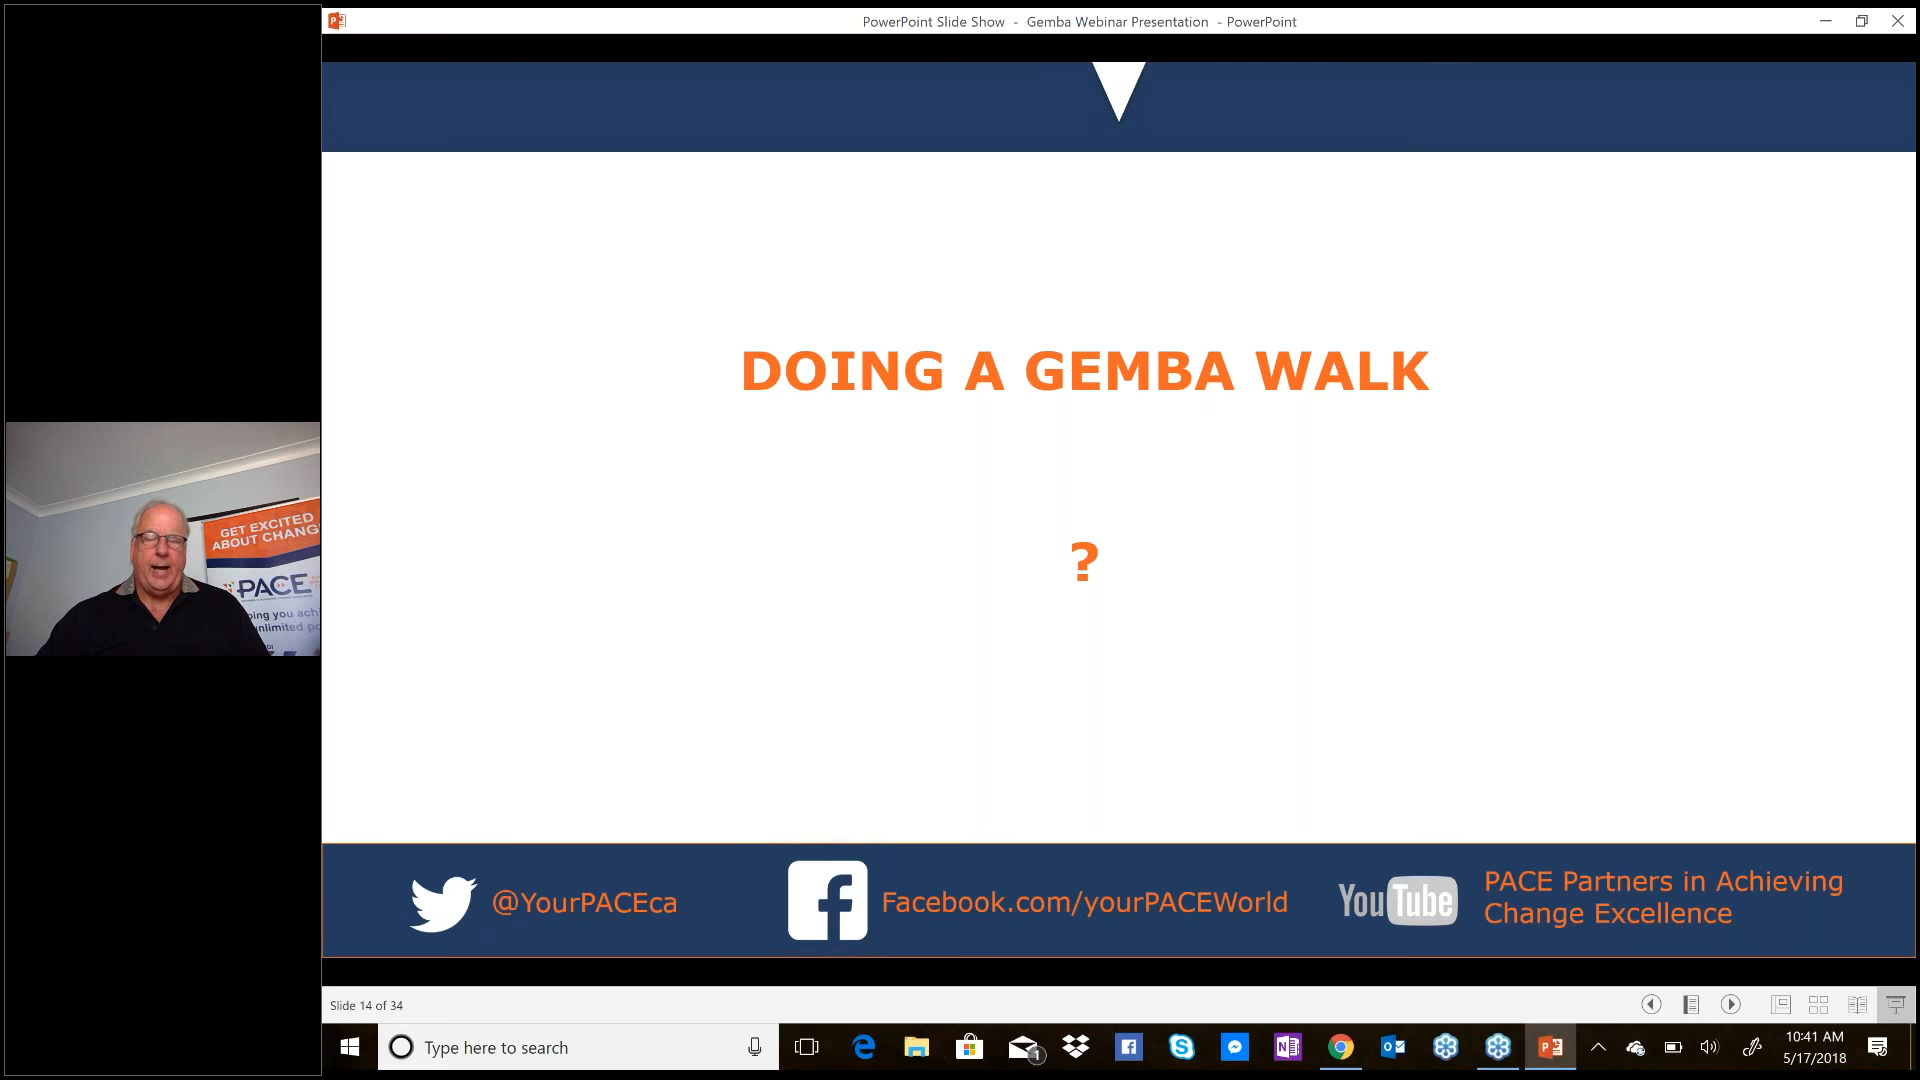 PowerPoint Slide Show - Gemba Webinar Presentation - PowerPoint
DOING A GEMBA WALK
?
GET EXCITED
ABOUT CHANG
PACE
@YourPACEca
Facebook.com/yourPACEWorld
YouTube
PACE Partners in Achieving
Change Excellence
Slide 14 of 34
Type here to search
1
10:41 AM
5/17/2018